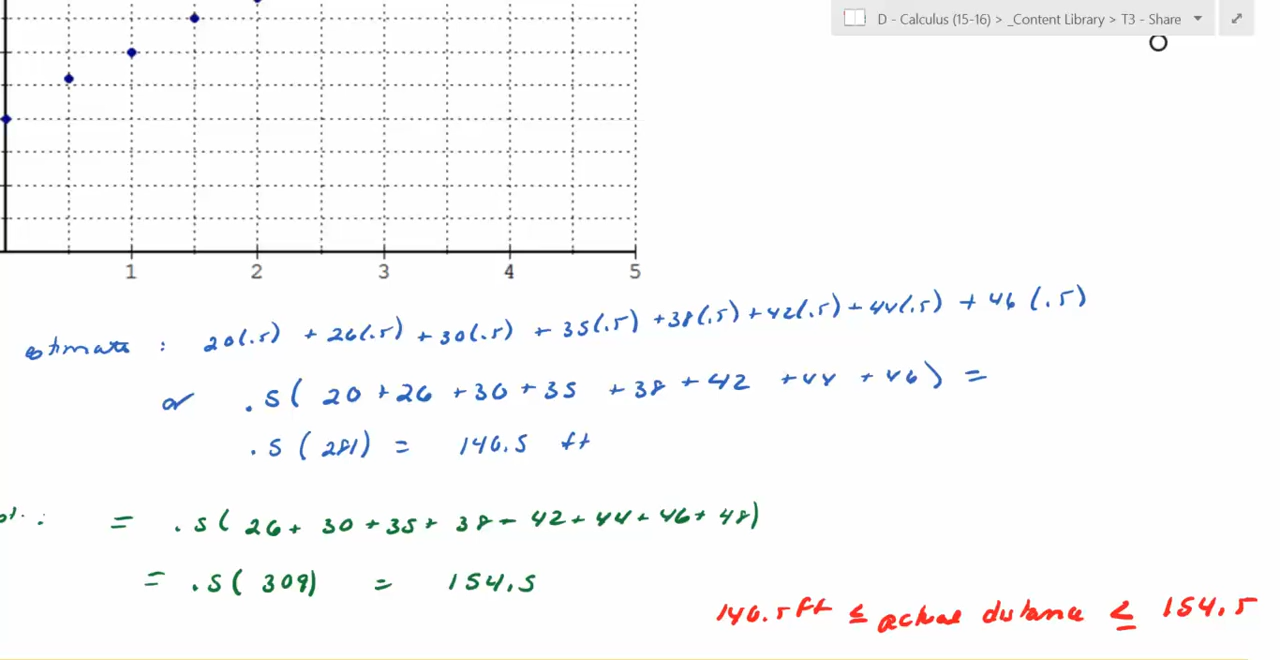 D - Calculus (15-16) > _Content Library > T3 - Share
1 2 3 4 5
estimate : 20(.5) + 26(.5) + 30(.5) + 35(.5) + 38(.5) + 42(.5) + 44(.5) + 46 (.5)
or .5( 20 + 26 + 30 + 35 + 38 + 42 + 44 + 46) =
.5 ( 281) = 140.5 ft
= .5( 26 + 30 + 35 + 38 + 42 + 44 + 46 + 48)
= .5( 309) = 154.5
140.5 ft ≤ actual distance ≤ 154.5